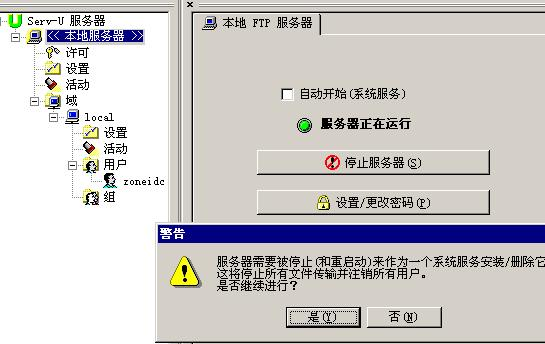 Serv-U 服务器
<< 本地服务器 >>
许可
设置
活动
域
local
设置
活动
用户
zoneidc
组
本地 FTP 服务器
自动开始(系统服务)
服务器正在运行
停止服务器(S)
设置/更改密码(P)
警告
服务器需要被停止(和重启动)来作为一个系统服务安装/删除它
这将停止所有文件传输并注销所有用户。
是否继续进行？
是(Y)
否(N)